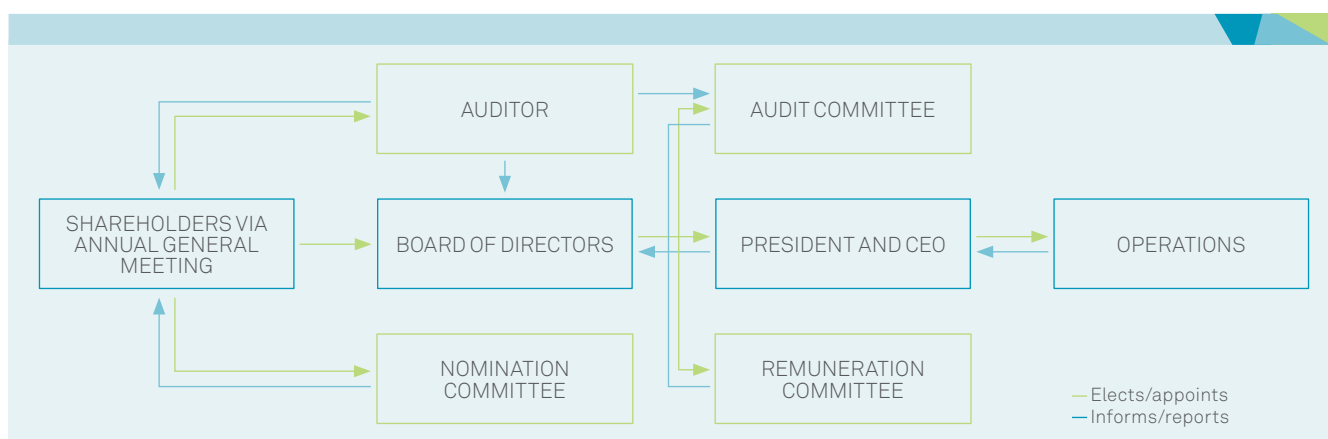 AUDITOR
AUDIT COMMITTEE
SHAREHOLDERS VIA
ANNUAL GENERAL
MEETING
BOARD OF DIRECTORS
PRESIDENT AND CEO
OPERATIONS
NOMINATION
COMMITTEE
REMUNERATION
COMMITTEE
Elects/appoints
Informs/reports